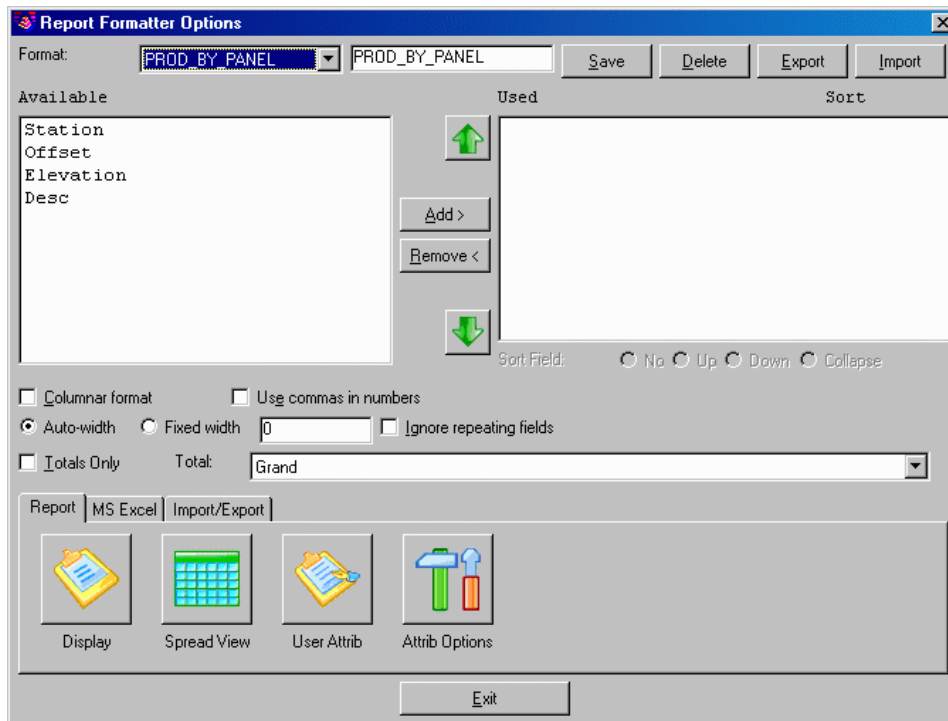 Report Formatter Options
Format: PROD_BY_PANEL PROD_BY_PANEL Save Delete Export Import
Available Used Sort
Station
Offset
Elevation
Desc
Add >
Remove <
Sort Field: No Up Down Collapse
Columnar format Use commas in numbers
Auto-width Fixed width 0 Ignore repeating fields
Totals Only Total: Grand
Report MS Excel Import/Export
Display Spread View User Attrib Attrib Options
Exit